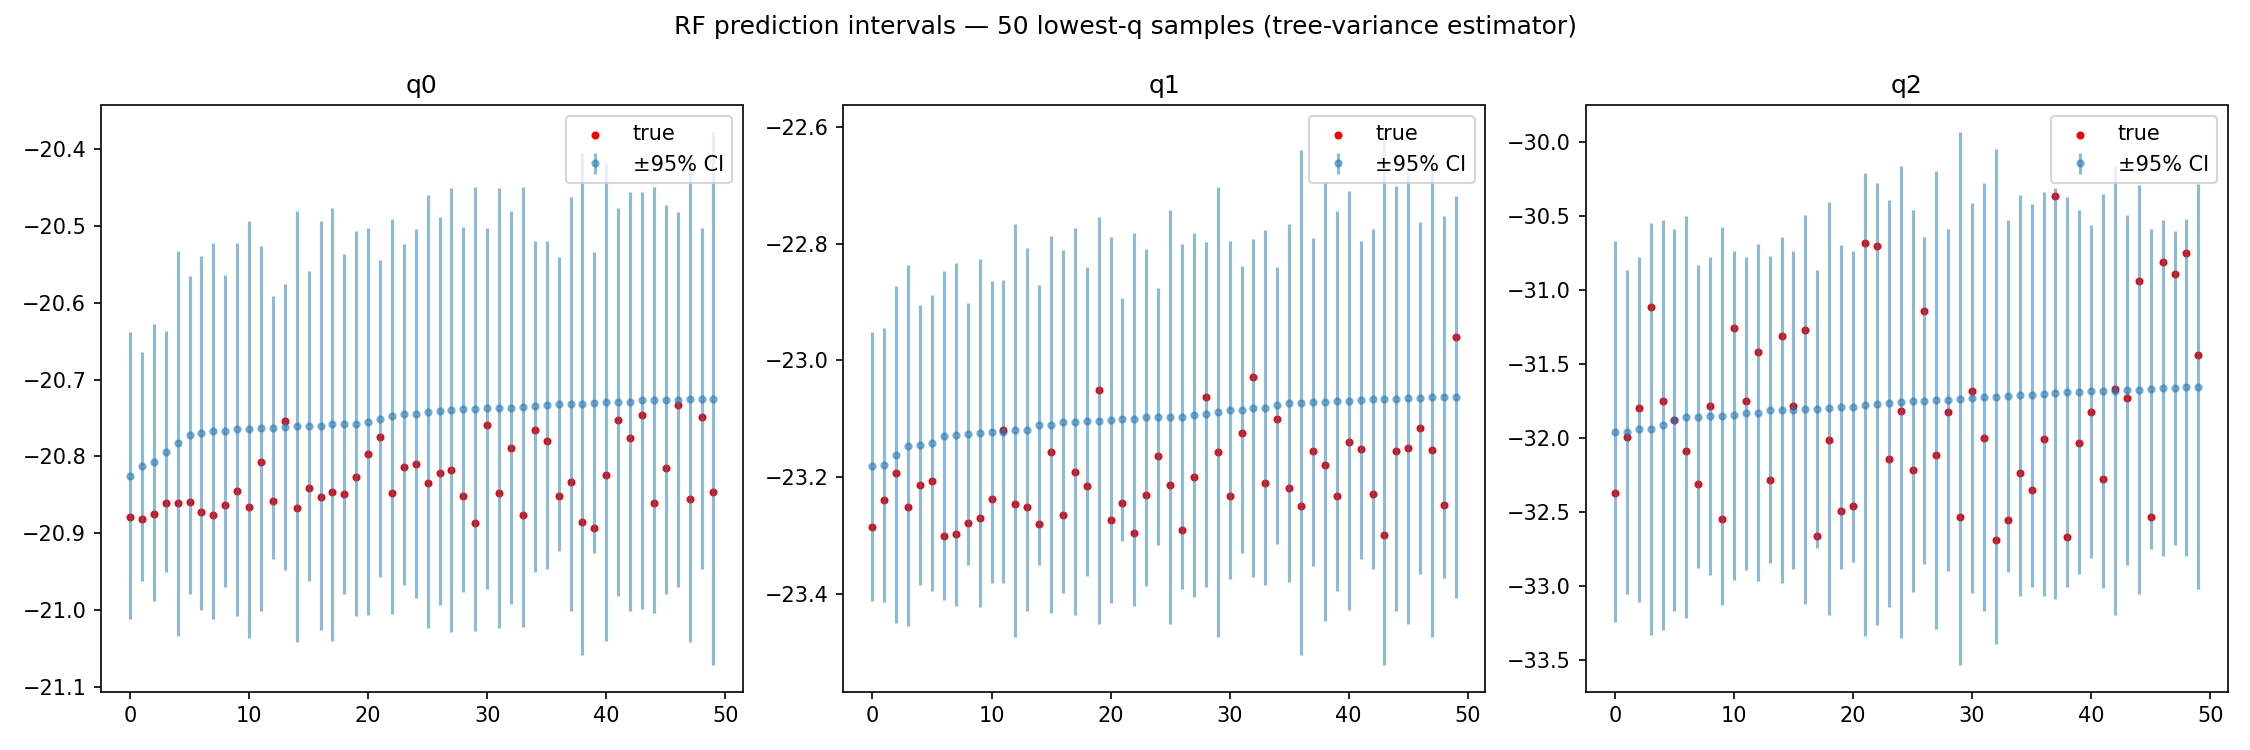 RF prediction intervals — 50 lowest-q samples (tree-variance estimator)
q0
true
±95% CI
−20.4
−20.5
−20.6
−20.7
−20.8
−20.9
−21.0
−21.1
0 10 20 30 40 50
q1
true
±95% CI
−22.6
−22.8
−23.0
−23.2
−23.4
0 10 20 30 40 50
q2
true
±95% CI
−30.0
−30.5
−31.0
−31.5
−32.0
−32.5
−33.0
−33.5
0 10 20 30 40 50